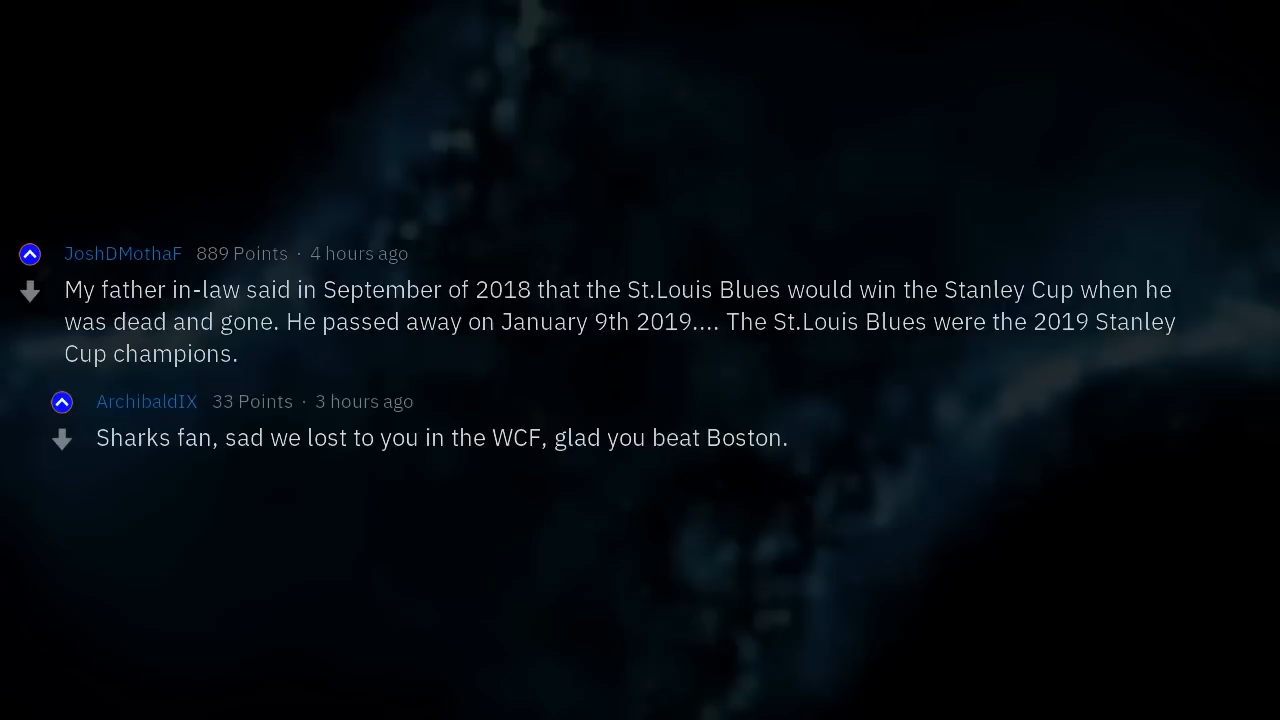 JoshDMothaF 889 Points · 4 hours ago
My father in-law said in September of 2018 that the St.Louis Blues would win the Stanley Cup when he
was dead and gone. He passed away on January 9th 2019.... The St.Louis Blues were the 2019 Stanley
Cup champions.
ArchibaldIX 33 Points · 3 hours ago
Sharks fan, sad we lost to you in the WCF, glad you beat Boston.